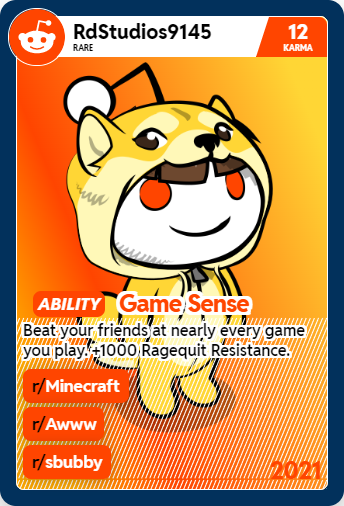 RdStudios9145
RARE
12
KARMA
ABILITY Game Sense
Beat your friends at nearly every game
you play. +1000 Ragequit Resistance.
r/Minecraft
r/Awww
r/sbubby
2021